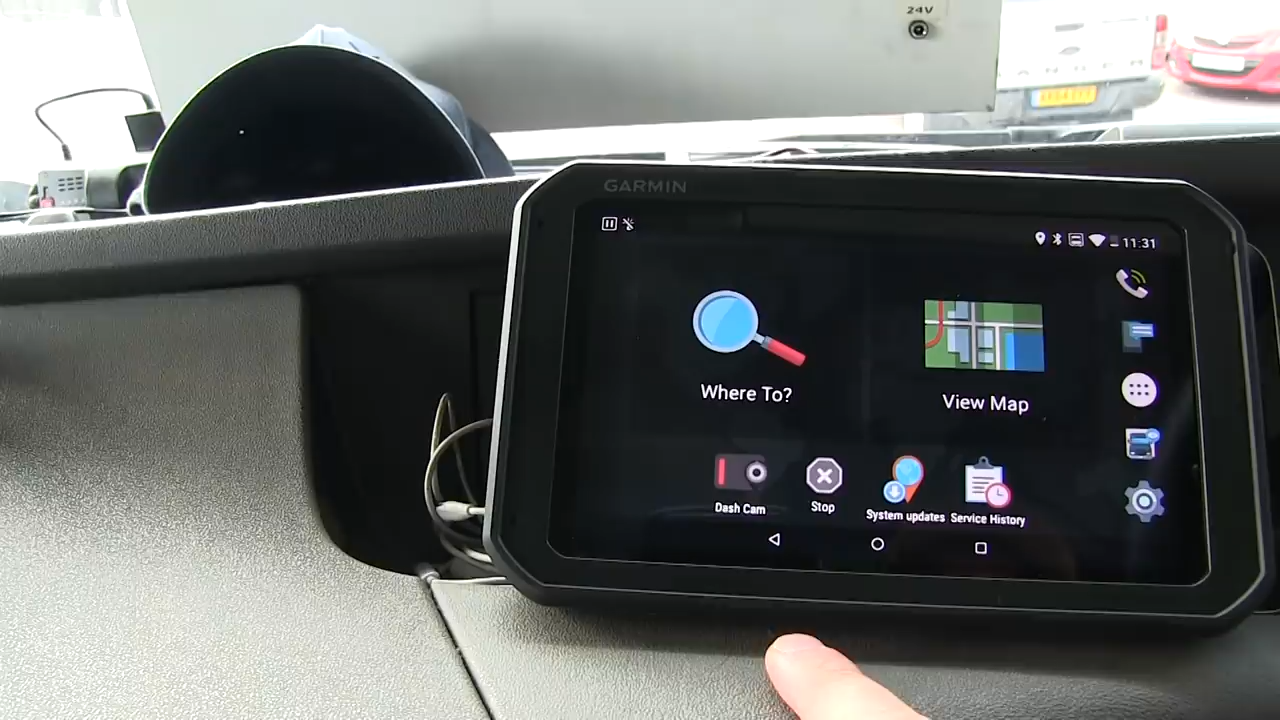 24V
GARMIN
11:31
Where To?
View Map
Dash Cam
Stop
System updates
Service History